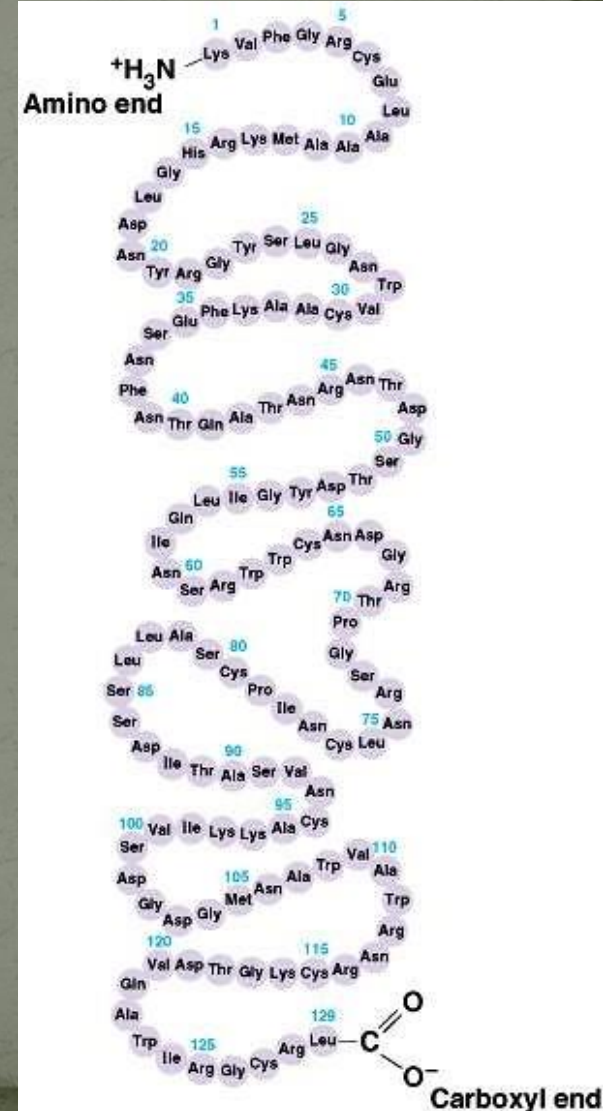 1 5
+H3N Lys Val Phe Gly Arg Cys Glu Leu
Amino end
15 10
Ala Ala Ala Met Lys Arg His Gly Leu Asp Asn
20 25
Tyr Arg Gly Tyr Ser Leu Gly Asn Trp
35 30
Val Cys Ala Ala Lys Phe Glu Ser Asn Phe
40 45
Asn Thr Gln Ala Thr Asn Arg Asn Thr Asp Gly
55 50
Ser Thr Asp Tyr Gly Ile Leu Gln Ile Asn
60 65
Ser Arg Trp Trp Cys Asn Asp Gly Arg
70
Thr Pro Gly Ser Arg Asn
75
Leu Cys Asn Ile Pro Cys Ser Ala Leu Leu
80
Ser 85
Ser Asp Ile Thr Ala Ser Val Asn
90
95
Cys Ala Lys Lys Ile Val Ser
100
Asp Gly Asp Gly Met Asn Ala Trp Val Ala Trp Arg
105 110
Asn Arg Cys Lys Gly Thr Asp Val Gln Ala
120 115
Trp Ile Arg Gly Cys Arg Leu C O
125 129
O−
Carboxyl end